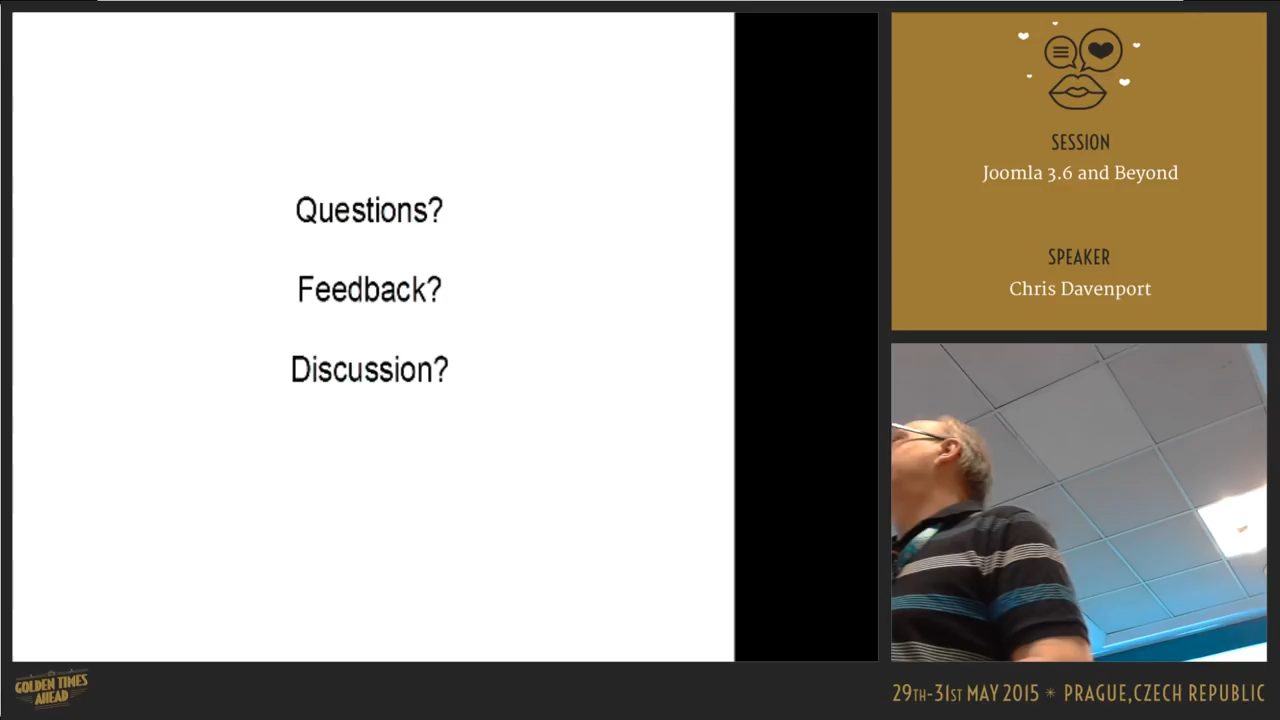 Questions?
Feedback?
Discussion?
SESSION
Joomla 3.6 and Beyond
SPEAKER
Chris Davenport
GOLDEN TIMES
AHEAD
29TH-31ST MAY 2015 * PRAGUE,CZECH REPUBLIC